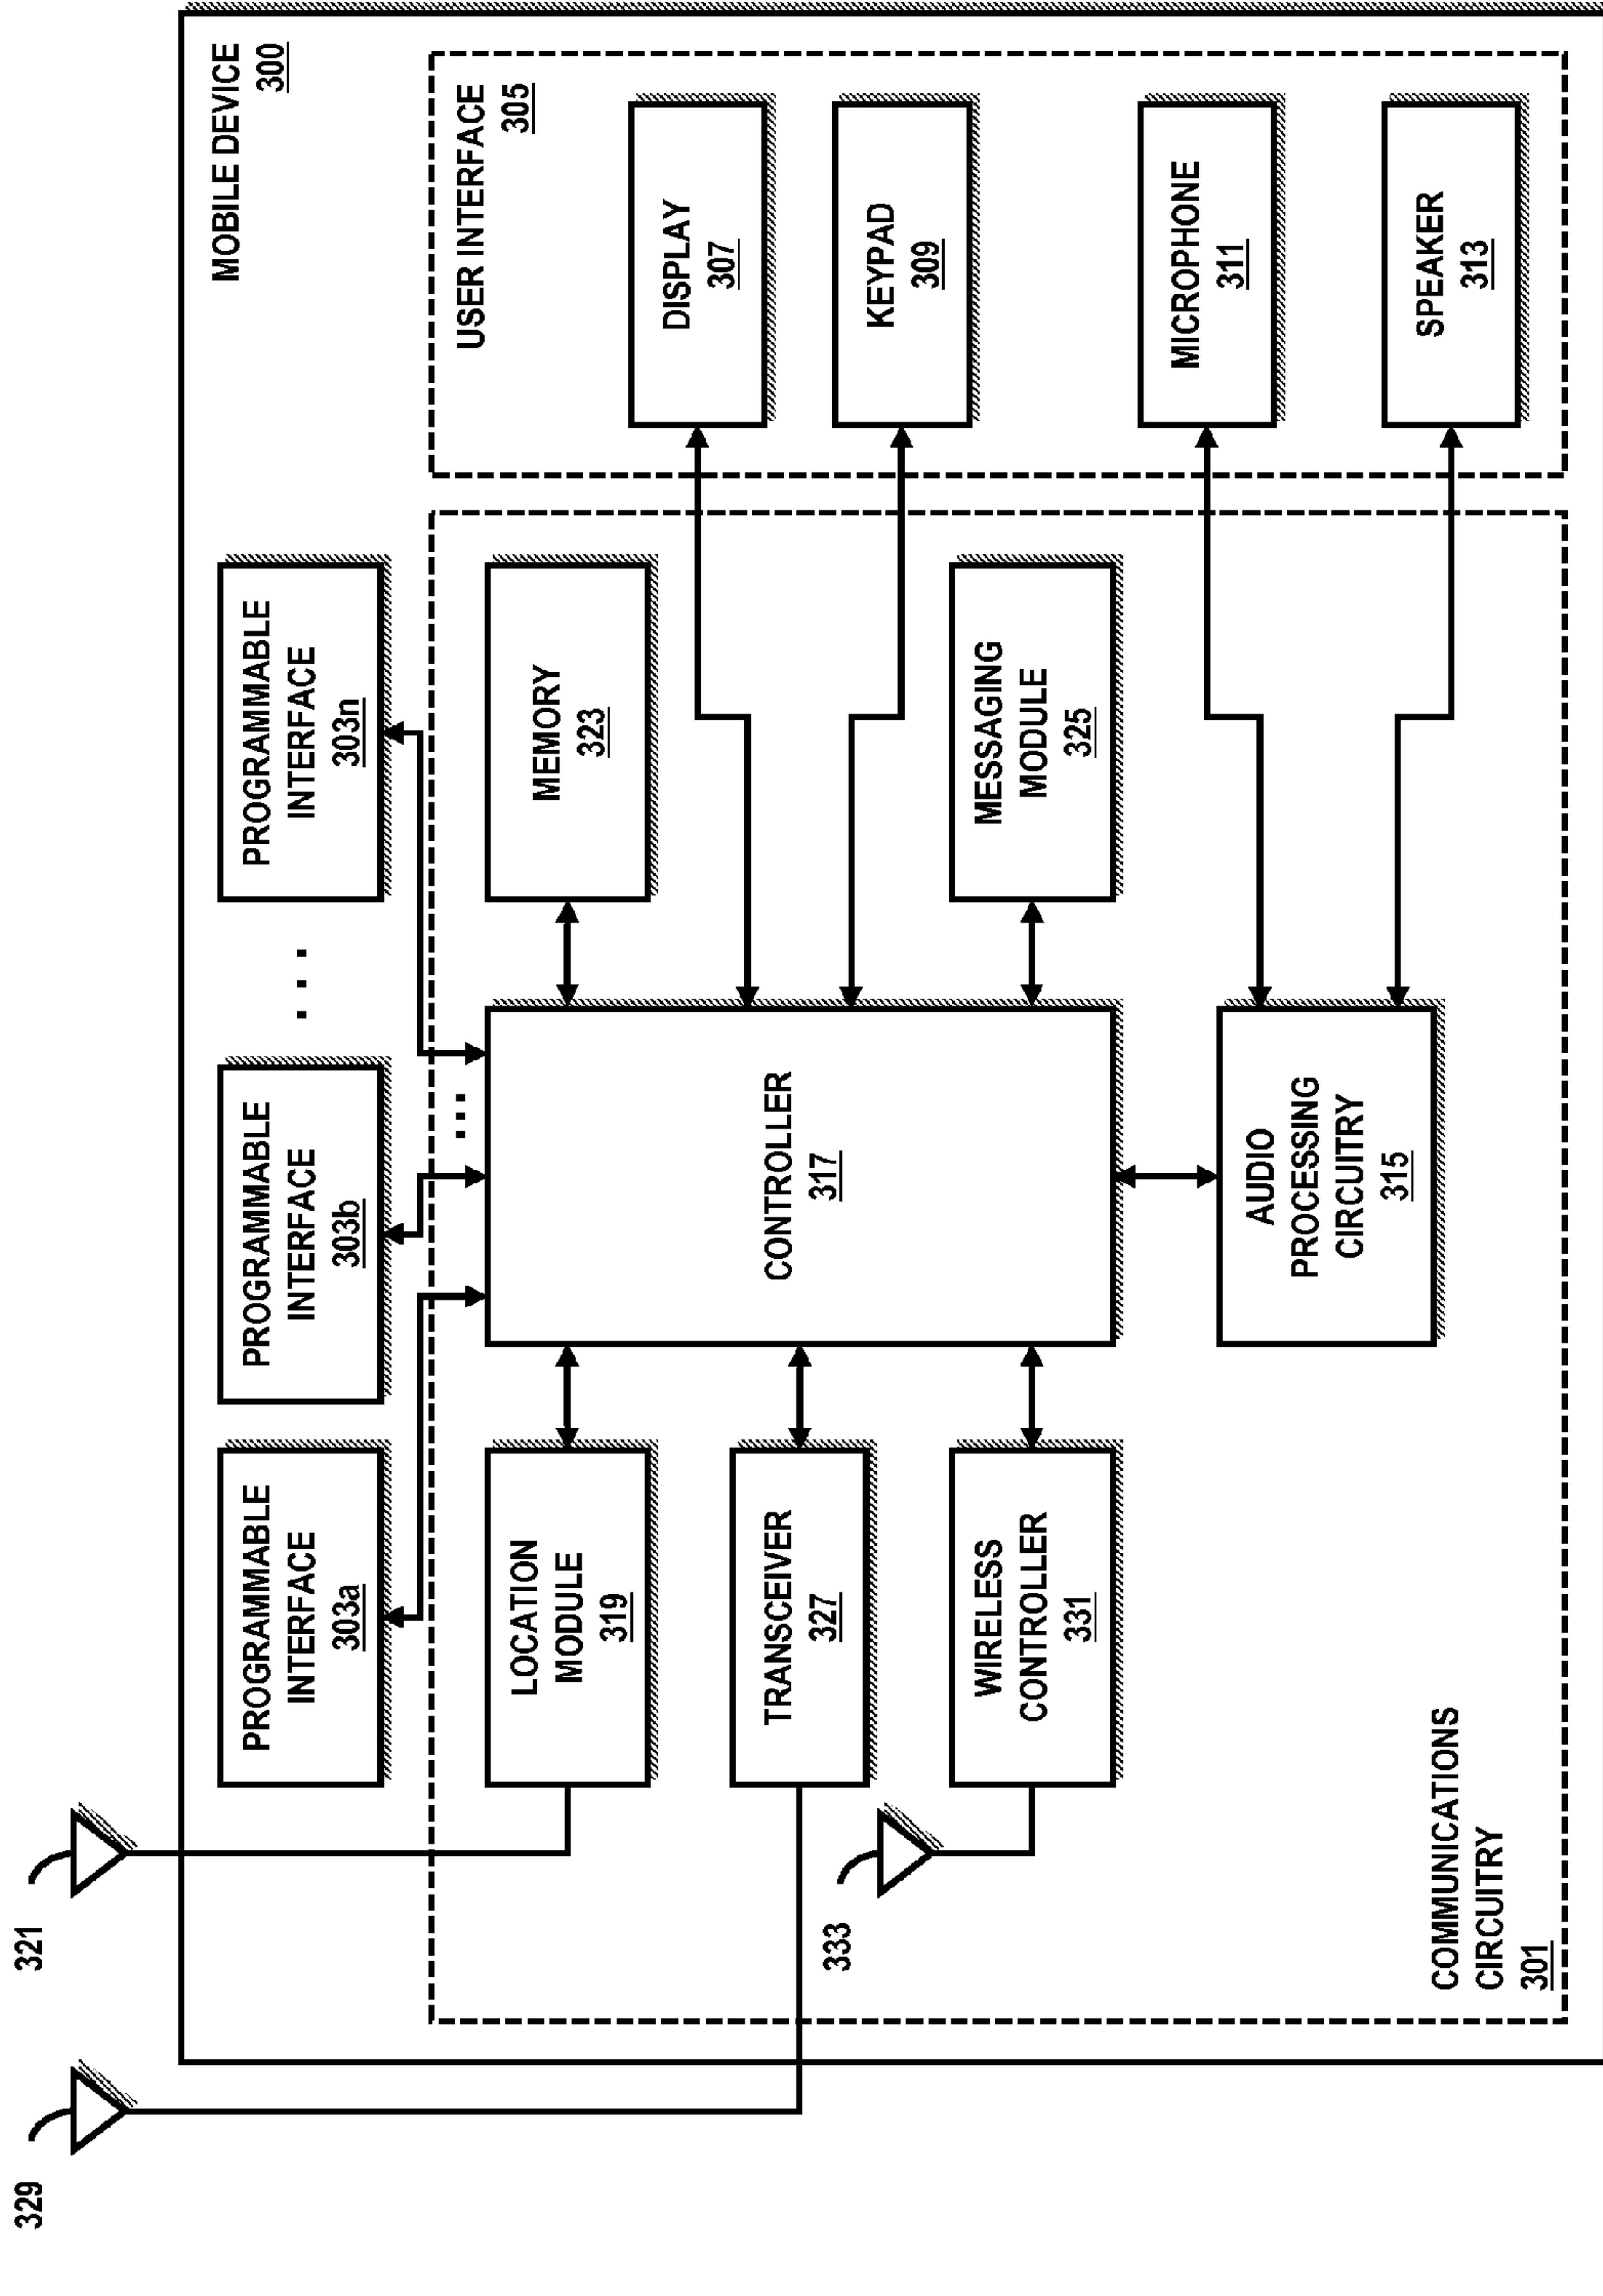 MOBILE DEVICE
300
329
321
PROGRAMMABLE
INTERFACE
303a
PROGRAMMABLE
INTERFACE
303b
. . .
PROGRAMMABLE
INTERFACE
303n
USER INTERFACE
305
...
LOCATION
MODULE
319
MEMORY
323
DISPLAY
307
TRANSCEIVER
327
CONTROLLER
317
KEYPAD
309
333
WIRELESS
CONTROLLER
331
MESSAGING
MODULE
325
MICROPHONE
311
AUDIO
PROCESSING
CIRCUITRY
315
SPEAKER
313
COMMUNICATIONS
CIRCUITRY
301